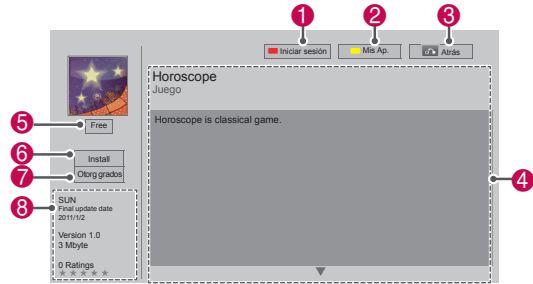 1
2
3
Iniciar sesión
Mis Ap.
Atrás
Horoscope
Juego
5
Free
Horoscope is classical game.
6
Install
7
Otorg grados
4
8
SUN
Final update date
2011/1/2
Version 1.0
3 Mbyte
0 Ratings